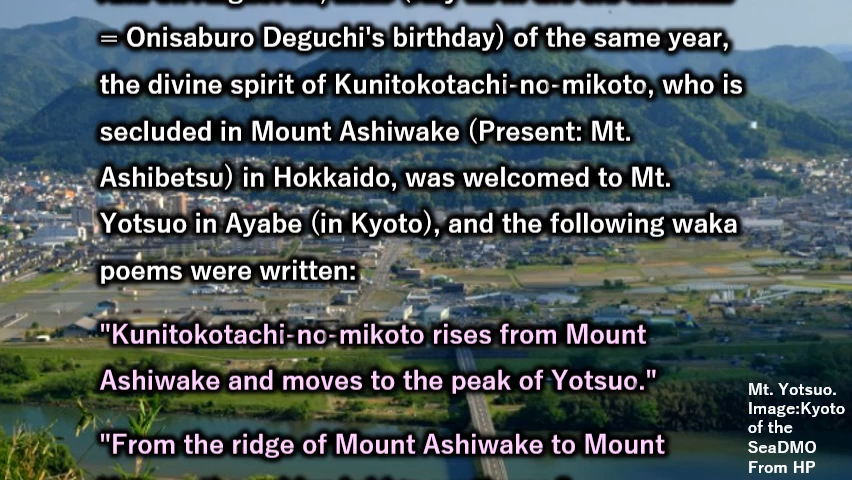 = Onisaburo Deguchi's birthday) of the same year,
the divine spirit of Kunitokotachi-no-mikoto, who is
secluded in Mount Ashiwake (Present: Mt.
Ashibetsu) in Hokkaido, was welcomed to Mt.
Yotsuo in Ayabe (in Kyoto), and the following waka
poems were written:
"Kunitokotachi-no-mikoto rises from Mount
Ashiwake and moves to the peak of Yotsuo."
"From the ridge of Mount Ashiwake to Mount
Mt. Yotsuo.
Image:Kyoto
of the
SeaDMO
From HP